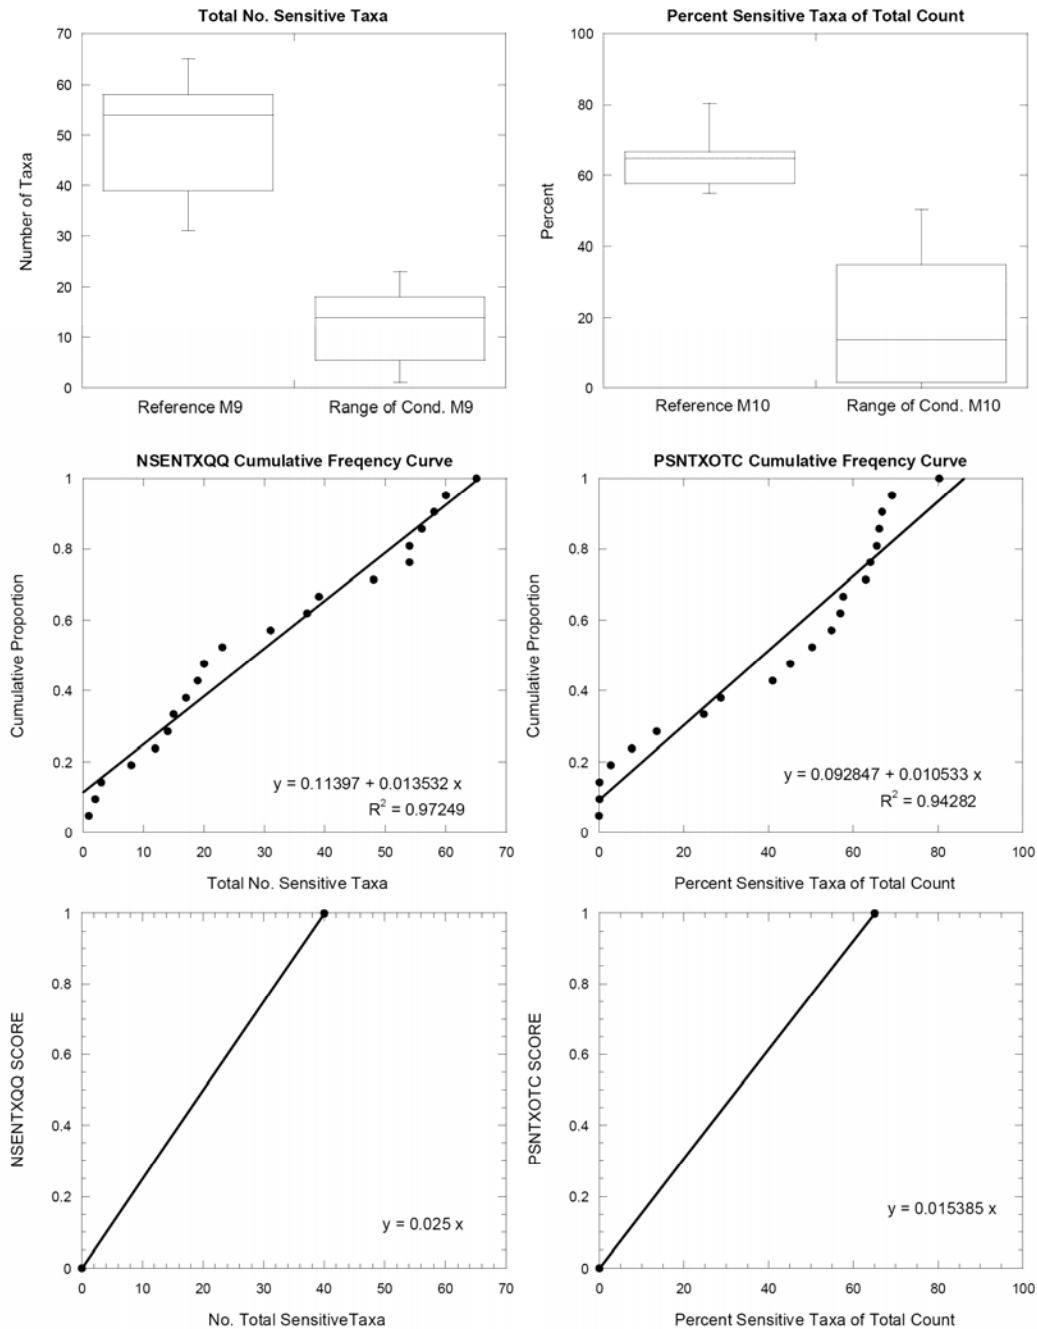 Total No. Sensitive Taxa
70
60
50
40
30
20
10
0
Number of Taxa
Reference M9
Range of Cond. M9
Percent Sensitive Taxa of Total Count
100
80
60
40
20
0
Percent
Reference M10
Range of Cond. M10
NSENTXQQ Cumulative Freqency Curve
1
0.8
0.6
0.4
0.2
0
Cumulative Proportion
y = 0.11397 + 0.013532 x
R² = 0.97249
0 10 20 30 40 50 60 70
Total No. Sensitive Taxa
PSNTXOTC Cumulative Freqency Curve
1
0.8
0.6
0.4
0.2
0
Cumulative Proportion
y = 0.092847 + 0.010533 x
R² = 0.94282
0 20 40 60 80 100
Percent Sensitive Taxa of Total Count
1
0.8
0.6
0.4
0.2
0
NSENTXQQ SCORE
y = 0.025 x
0 10 20 30 40 50 60 70
No. Total SensitiveTaxa
1
0.8
0.6
0.4
0.2
0
PSNTXOTC SCORE
y = 0.015385 x
0 20 40 60 80 100
Percent Sensitive Taxa of Total Count